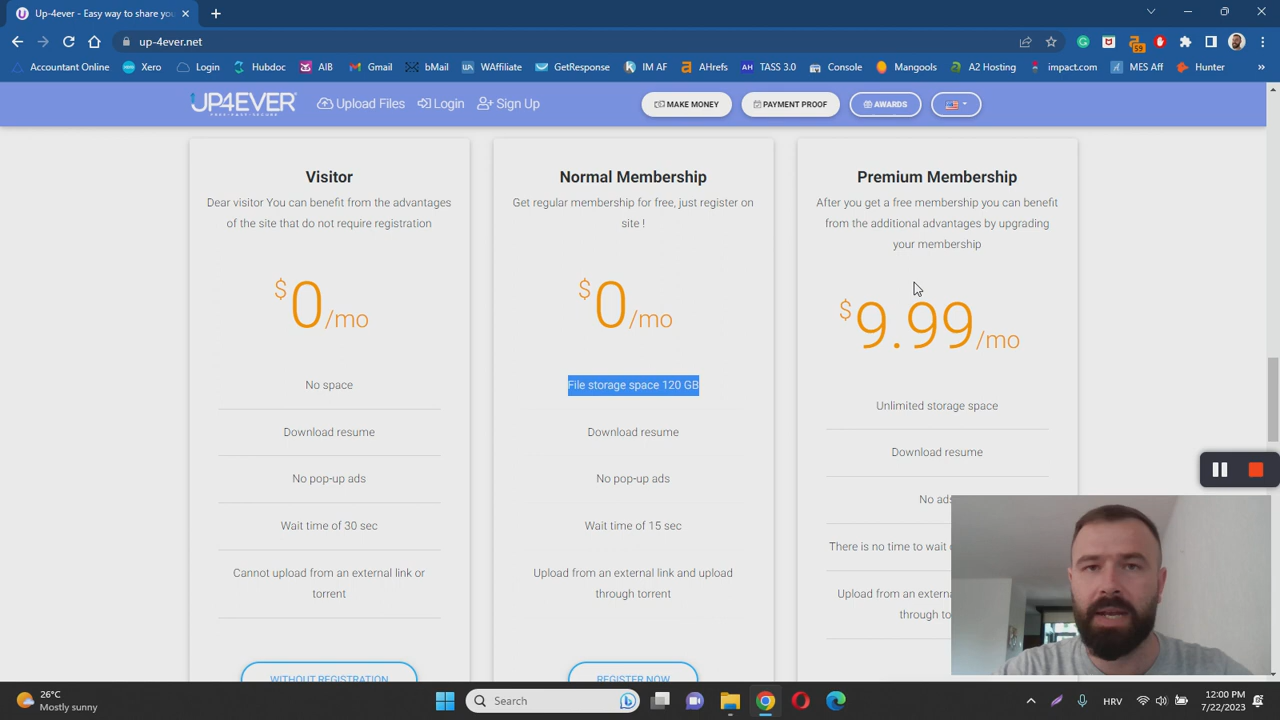 Up-4ever - Easy way to share you
up-4ever.net
59
Accountant Online
Xero
Login
Hubdoc
AIB
Gmail
bMail
WAffiliate
GetResponse
IM AF
AHrefs
TASS 3.0
Console
Mangools
A2 Hosting
impact.com
MES Aff
Hunter
»
UP4EVER
Upload Files
Login
Sign Up
MAKE MONEY
PAYMENT PROOF
AWARDS
Visitor
Dear visitor You can benefit from the advantages
of the site that do not require registration
$0/mo
No space
Download resume
No pop-up ads
Wait time of 30 sec
Cannot upload from an external link or
torrent
WITHOUT REGISTRATION
Normal Membership
Get regular membership for free, just register on
site !
$0/mo
File storage space 120 GB
Download resume
No pop-up ads
Wait time of 15 sec
Upload from an external link and upload
through torrent
REGISTER NOW
Premium Membership
After you get a free membership you can benefit
from the additional advantages by upgrading
your membership
$9.99/mo
Unlimited storage space
Download resume
No ads
There is no time to wait
Upload from an extern
through to
26°C
Mostly sunny
Search
HRV
12:00 PM
7/22/2023